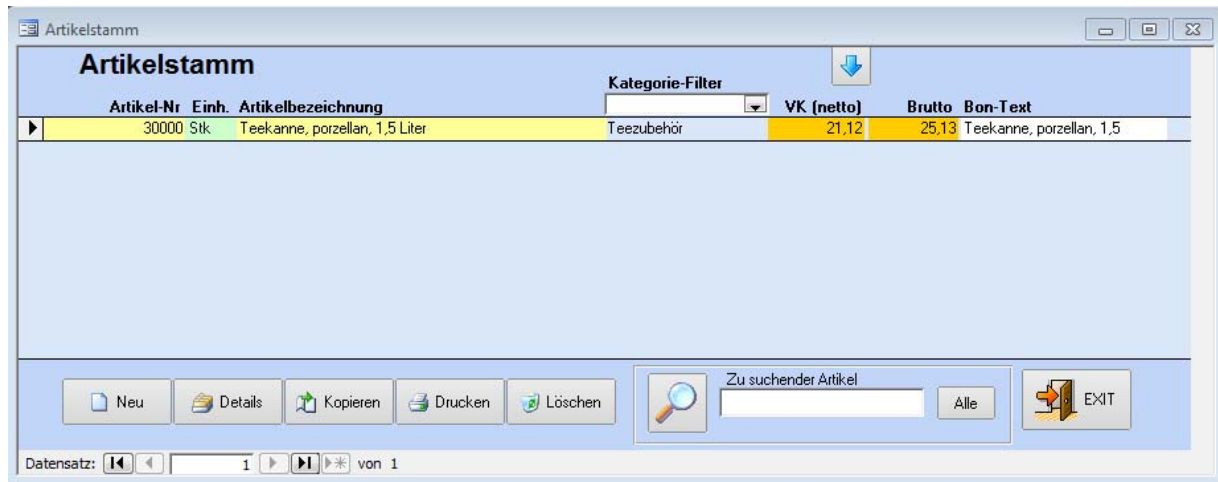 Artikelstamm
Artikelstamm
Kategorie-Filter
Artikel-Nr Einh. Artikelbezeichnung VK (netto) Brutto Bon-Text
30000 Stk Teekanne, porzellan, 1,5 Liter Teezubehör 21,12 25,13 Teekanne, porzellan, 1,5
Zu suchender Artikel
Neu Details Kopieren Drucken Löschen Alle EXIT
Datensatz: 1 von 1